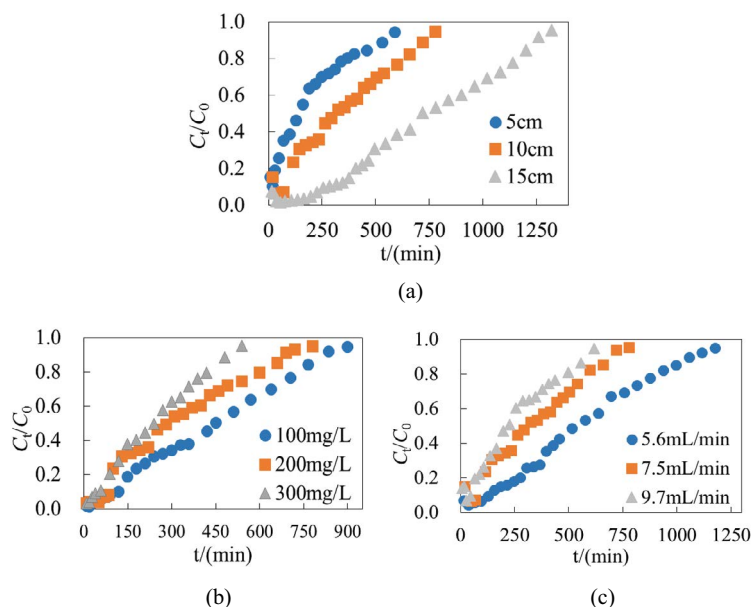 1.0
0.8
0.6
0.4
0.2
0.0
Ct/C0
5cm
10cm
15cm
0 250 500 750 1000 1250
t/(min)
(a)
1.0
0.8
0.6
0.4
0.2
0.0
Ct/C0
100mg/L
200mg/L
300mg/L
0 150 300 450 600 750 900
t/(min)
(b)
1.0
0.8
0.6
0.4
0.2
0.0
Ct/C0
5.6mL/min
7.5mL/min
9.7mL/min
0 250 500 750 1000 1250
t/(min)
(c)